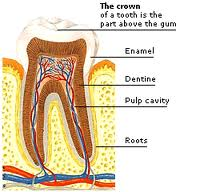 The crown
of a tooth is the
part above the gum
Enamel
Dentine
Pulp cavity
Roots